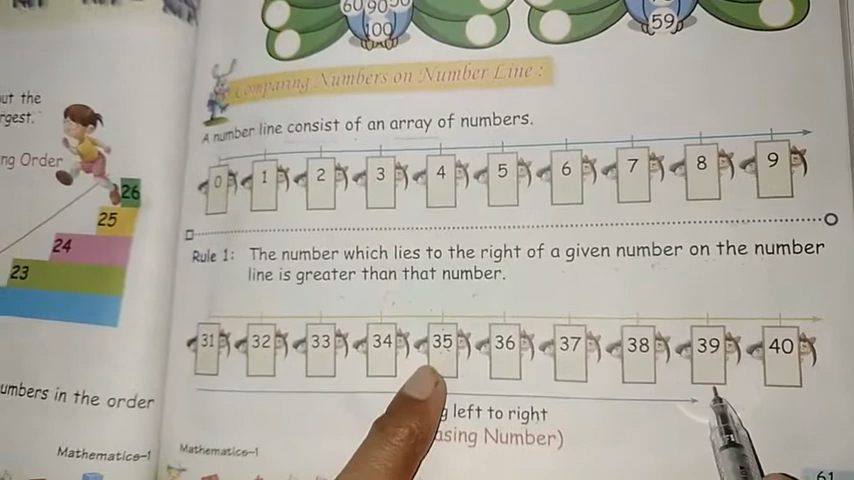 ut the
rgest."
ng Order
26
25
24
23
umbers in the order
Mathematics-1
60 90
100
59
Comparing Numbers on Number Line :
A number line consist of an array of numbers.
0 1 2 3 4 5 6 7 8 9
Rule 1: The number which lies to the right of a given number on the number
line is greater than that number.
31 32 33 34 35 36 37 38 39 40
g left to right
asing Number)
Mathematics-1
61